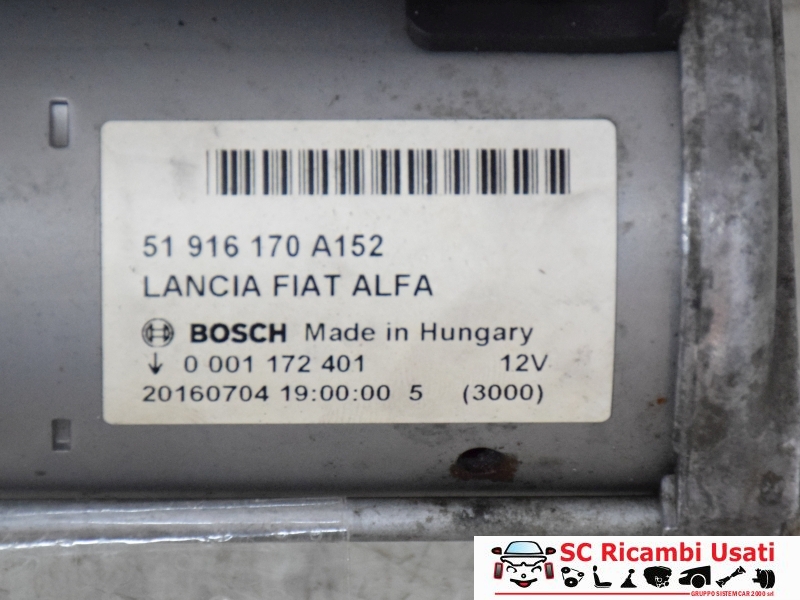 51 916 170 A152
LANCIA FIAT ALFA
BOSCH Made in Hungary
↓ 0 001 172 401 12V
20160704 19:00:00 5 (3000)
SC Ricambi Usati
GRUPPO SISTEMCAR 2000 srl